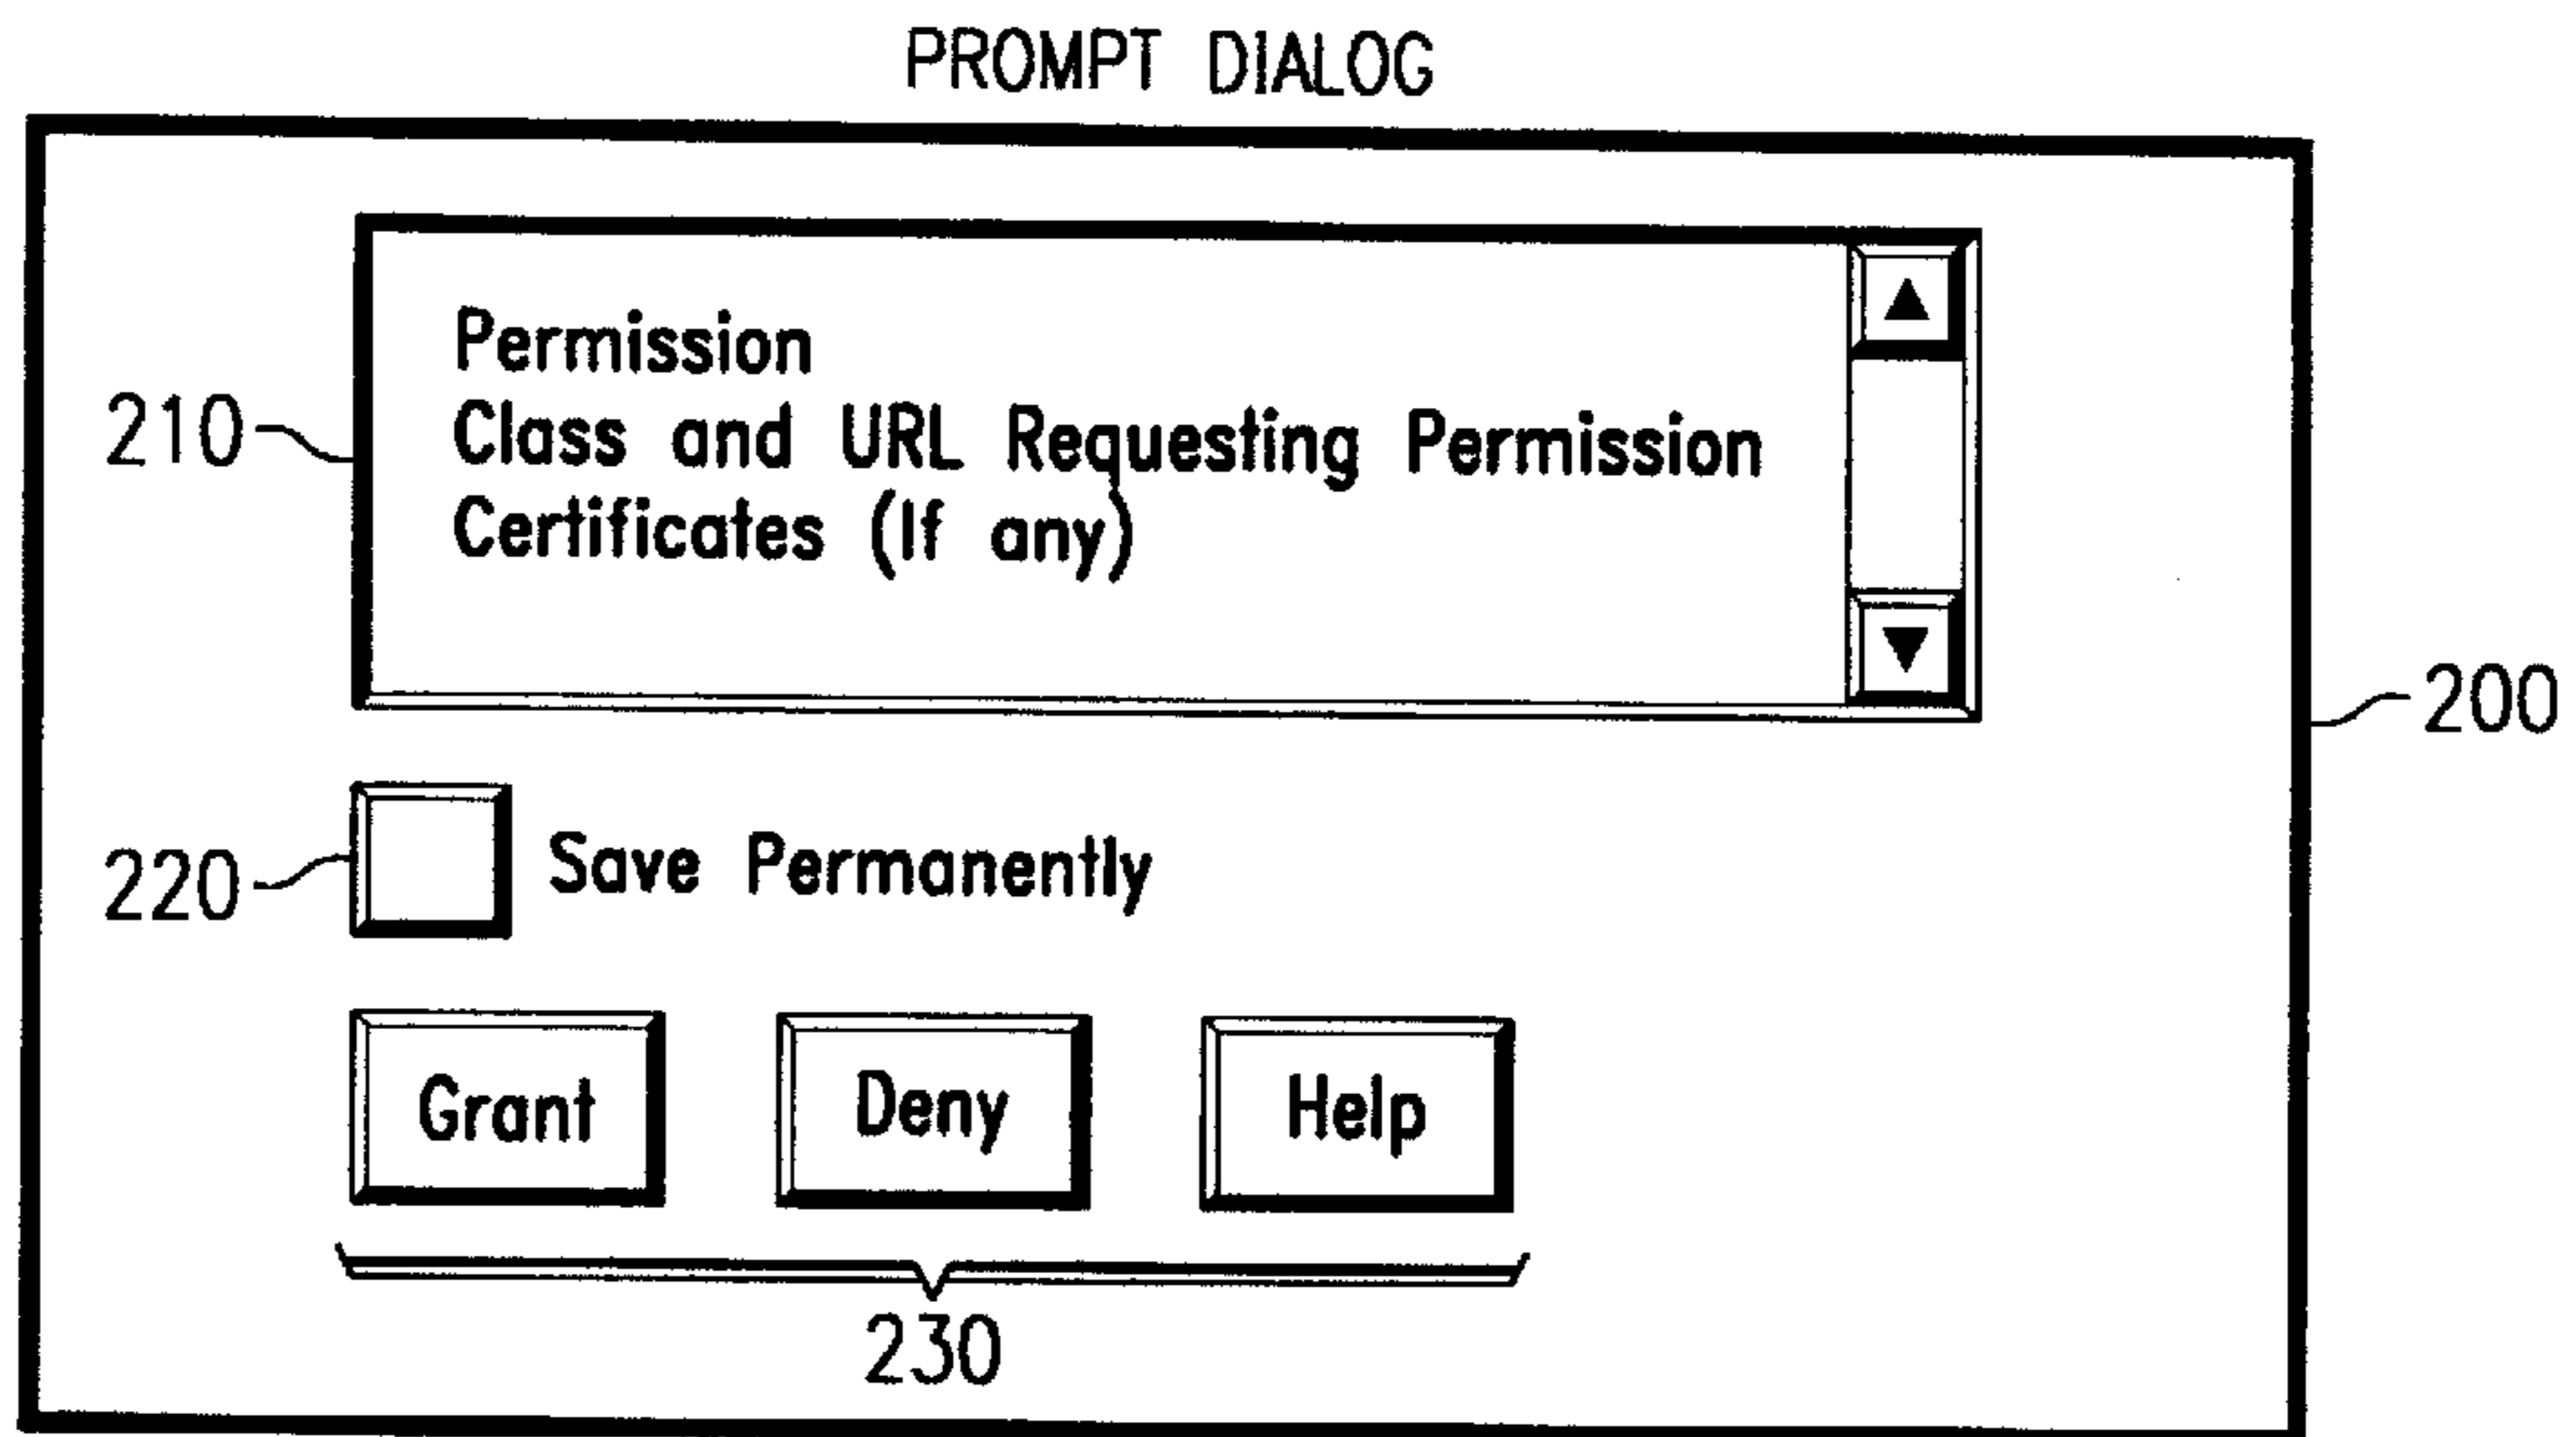 PROMPT DIALOG
Permission
210
Class and URL Requesting Permission
Certificates (If any)
200
220
Save Permanently
Grant Deny Help
230